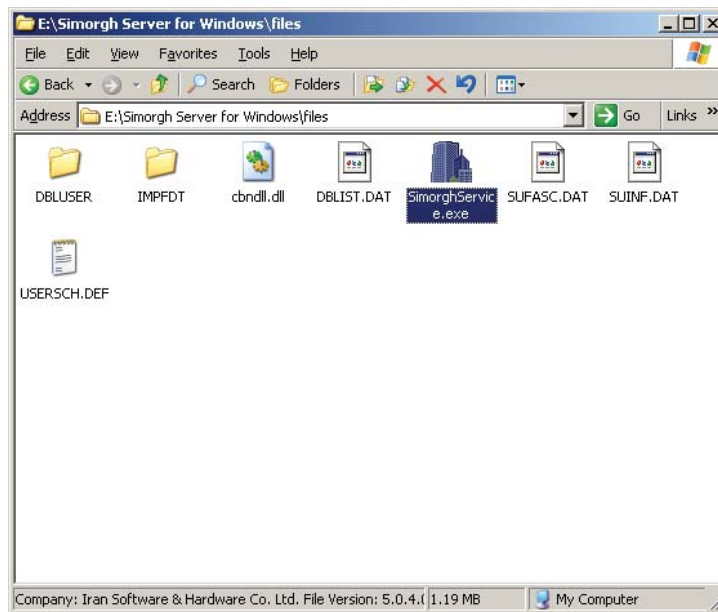 E:\Simorgh Server for Windows\files
File Edit View Favorites Tools Help
Back Search Folders
Address E:\Simorgh Server for Windows\files Go Links »
DBLUSER IMPFDT cbndll.dll DBLIST.DAT SimorghServic SUFASC.DAT SUINF.DAT
e.exe
USERSCH.DEF
Company: Iran Software & Hardware Co. Ltd. File Version: 5.0.4.( 1.19 MB My Computer